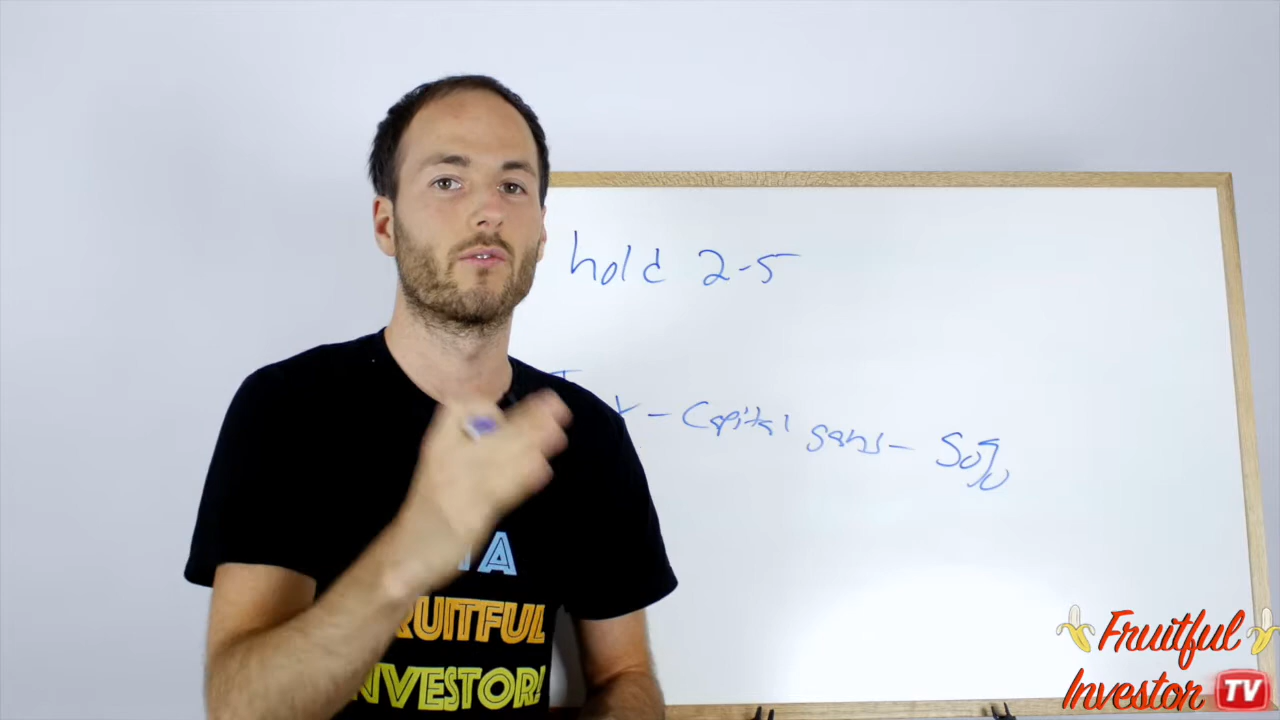 hold 2-5
- Capital gains - 50%
A
RUITFUL
NVESTOR!
Fruitful
Investor TV